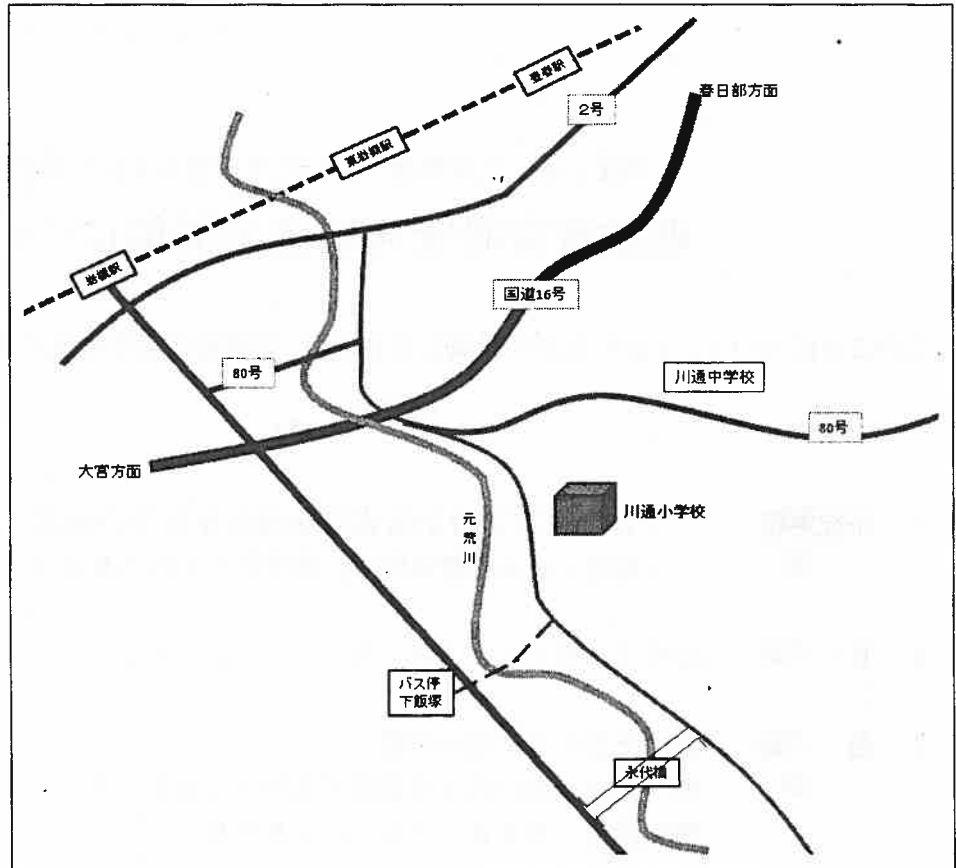 豊春駅
2号
春日部方面
東岩槻駅
岩槻駅
国道16号
80号
川通中学校
80号
大宮方面
川通小学校
元荒川
バス停
下飯塚
永代橋